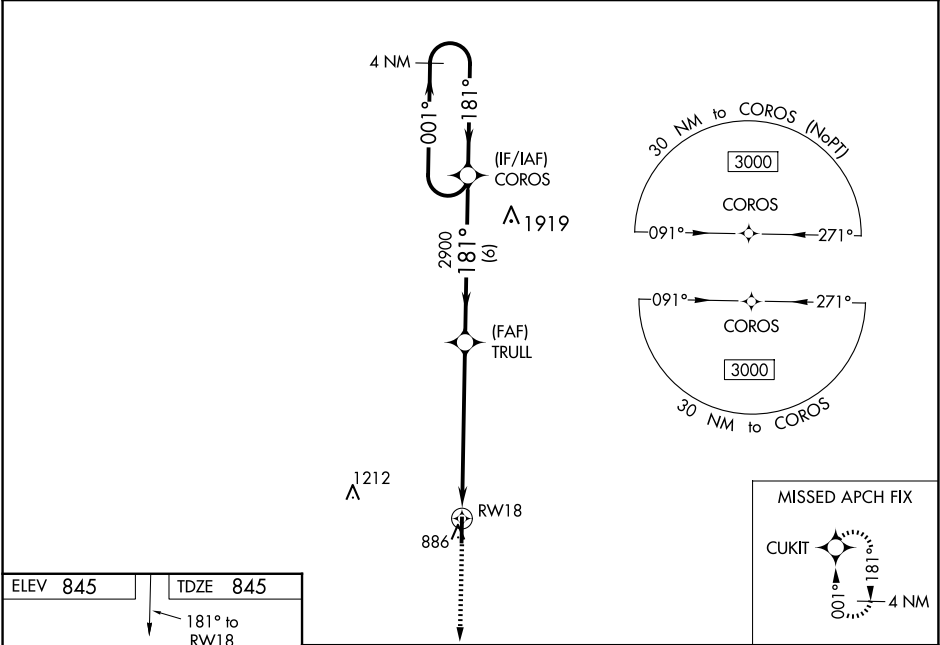 4 NM
001°
181°
(IF/IAF)
COROS
1919
2900
181°
(6)
(FAF)
TRULL
1212
RW18
886
30 NM to COROS (NoPT)
3000
COROS
091°
271°
091°
271°
COROS
3000
30 NM to COROS
MISSED APCH FIX
CUKIT
181°
001°
4 NM
ELEV 845
TDZE 845
181° to
RW18